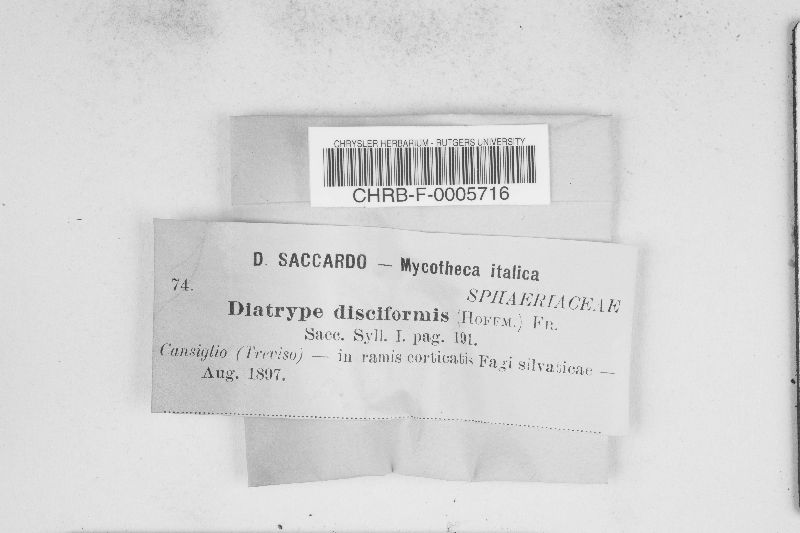 CHRYSLER HERBARIUM - RUTGERS UNIVERSITY
CHRB-F-0005716
D. SACCARDO — Mycotheca italica
74.
SPHAERIACEAE
Diatrype disciformis (HOFFM.) FR.
Sacc. Syll. I. pag. 191.
Cansiglio (Treviso) — in ramis corticatis Fagi silvaticae —
Aug. 1897.